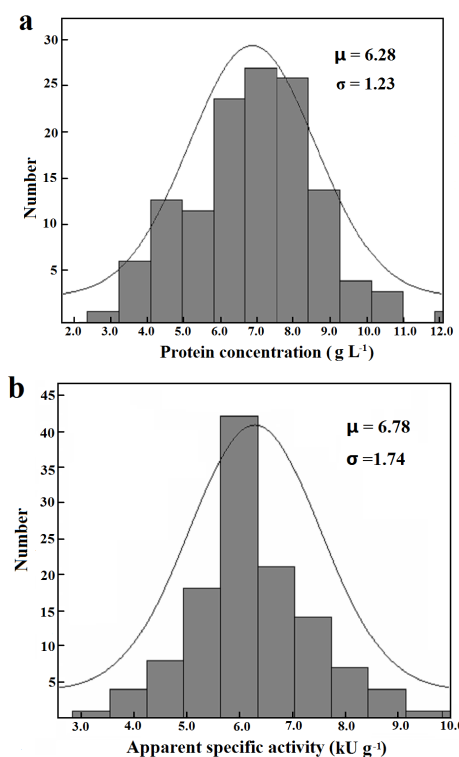 a
30
25
20
15
10
5
Number
μ = 6.28
σ = 1.23
2.0 3.0 4.0 5.0 6.0 7.0 8.0 9.0 10.0 11.0 12.0
Protein concentration ( g L-1)
b
45
40
35
30
25
20
15
10
5
Number
μ = 6.78
σ =1.74
3.0 4.0 5.0 6.0 7.0 8.0 9.0 10.0
Apparent specific activity (kU g-1)